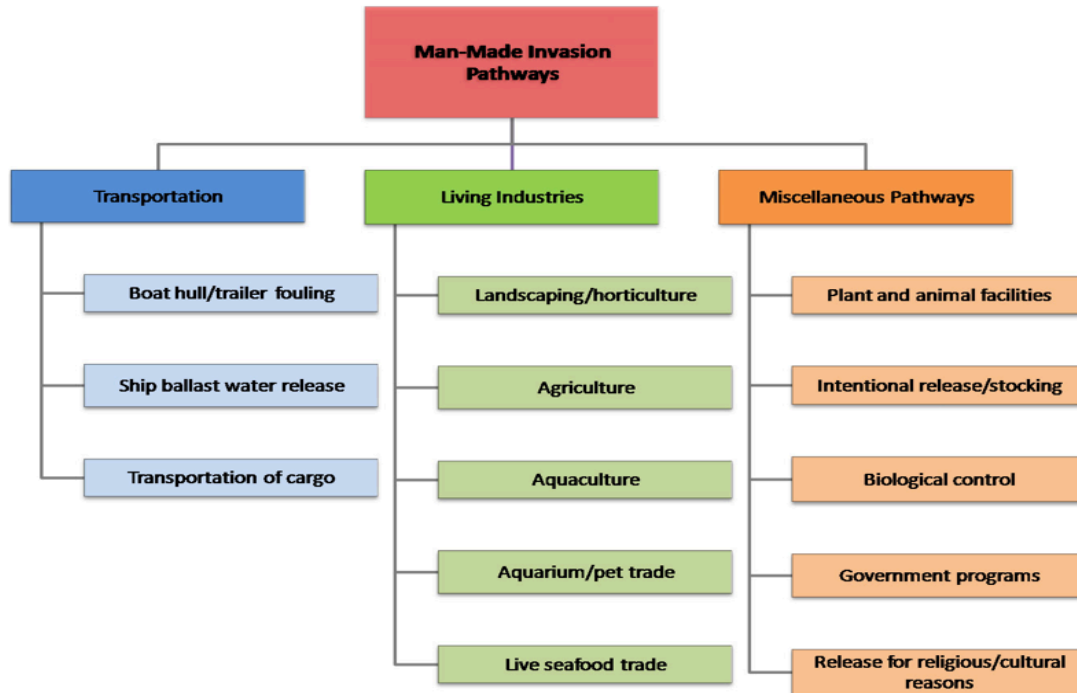 Man-Made Invasion
Pathways
Transportation
Living Industries
Miscellaneous Pathways
Boat hull/trailer fouling
Ship ballast water release
Transportation of cargo
Landscaping/horticulture
Agriculture
Aquaculture
Aquarium/pet trade
Live seafood trade
Plant and animal facilities
Intentional release/stocking
Biological control
Government programs
Release for religious/cultural
reasons